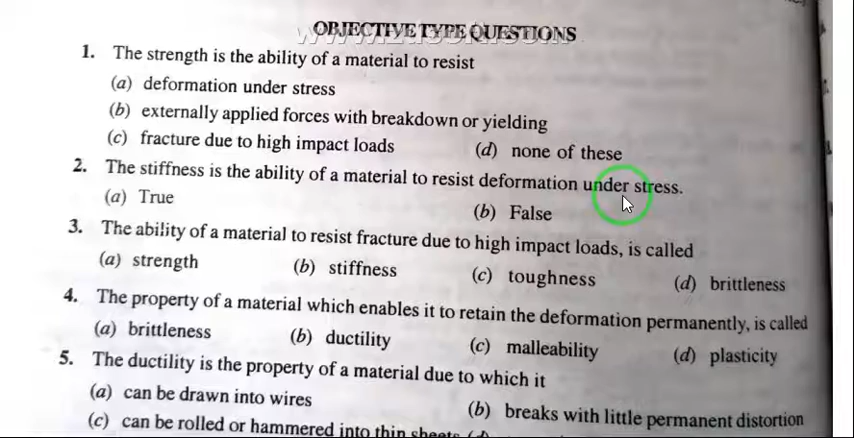 OBJECTIVE TYPE QUESTIONS
1. The strength is the ability of a material to resist
(a) deformation under stress
(b) externally applied forces with breakdown or yielding
(c) fracture due to high impact loads (d) none of these
2. The stiffness is the ability of a material to resist deformation under stress.
(a) True (b) False
3. The ability of a material to resist fracture due to high impact loads, is called
(a) strength (b) stiffness (c) toughness (d) brittleness
4. The property of a material which enables it to retain the deformation permanently, is called
(a) brittleness (b) ductility (c) malleability (d) plasticity
5. The ductility is the property of a material due to which it
(a) can be drawn into wires (b) breaks with little permanent distortion
(c) can be rolled or hammered into thin sheets (d)